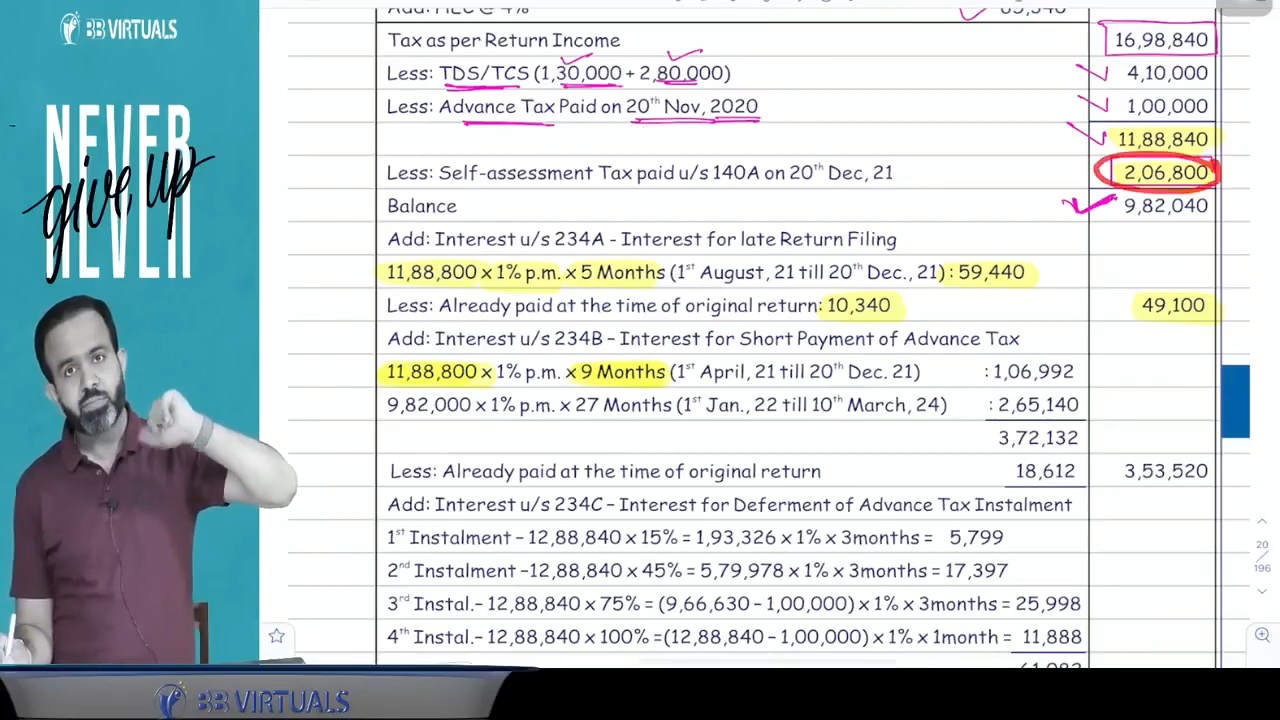 BB VIRTUALS
NEVER
give up
NEVER
Add: HEC @ 4%
Tax as per Return Income 16,98,840
Less: TDS/TCS (1,30,000 + 2,80,000) 4,10,000
Less: Advance Tax Paid on 20th Nov, 2020 1,00,000
11,88,840
Less: Self-assessment Tax paid u/s 140A on 20th Dec, 21 2,06,800
Balance 9,82,040
Add: Interest u/s 234A - Interest for late Return Filing
11,88,800 x 1% p.m. x 5 Months (1st August, 21 till 20th Dec., 21) : 59,440
Less: Already paid at the time of original return: 10,340 49,100
Add: Interest u/s 234B – Interest for Short Payment of Advance Tax
11,88,800 x 1% p.m. x 9 Months (1st April, 21 till 20th Dec. 21) : 1,06,992
9,82,000 x 1% p.m. x 27 Months (1st Jan., 22 till 10th March, 24) : 2,65,140
3,72,132
Less: Already paid at the time of original return 18,612 3,53,520
Add: Interest u/s 234C – Interest for Deferment of Advance Tax Instalment
1st Instalment – 12,88,840 x 15% = 1,93,326 x 1% x 3months = 5,799
2nd Instalment –12,88,840 x 45% = 5,79,978 x 1% x 3months = 17,397
3rd Instal.– 12,88,840 x 75% = (9,66,630 – 1,00,000) x 1% x 3months = 25,998
4th Instal.– 12,88,840 x 100% =(12,88,840 – 1,00,000) x 1% x 1month = 11,888
20
196
BB VIRTUALS